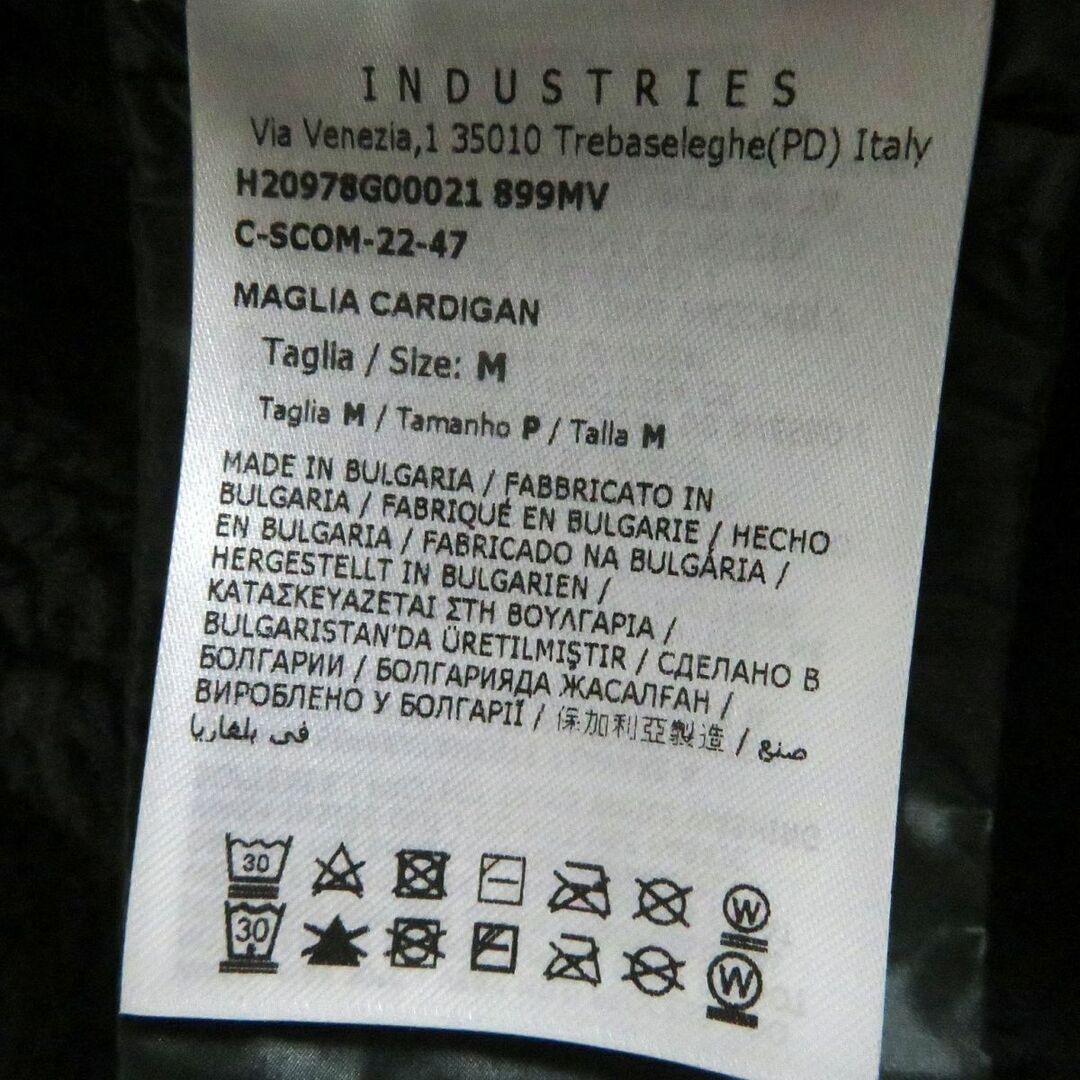 INDUSTRIES
Via Venezia,1 35010 Trebaseleghe(PD) Italy
H20978G00021 899MV
C-SCOM-22-47
MAGLIA CARDIGAN
Taglia / Size: M
Taglia M / Tamanho P / Talla M
MADE IN BULGARIA / FABBRICATO IN
BULGARIA / FABRIQUÉ EN BULGARIE / HECHO
EN BULGARIA / FABRICADO NA BULGÁRIA /
HERGESTELLT IN BULGARIEN /
ΚΑΤΑΣΚΕΥΑΖΕΤΑΙ ΣΤΗ ΒΟΥΛΓΑΡΙΑ /
BULGARISTAN'DA ÜRETILMIŞTIR / СДЕЛАНО В
БОЛГАРИИ / БОЛГАРИЯДА ЖАСАЛҒАН /
ВИРОБЛЕНО У БОЛГАРІЇ / 保加利亞製造 / صنع
في بلغاريا
30
W
30
W